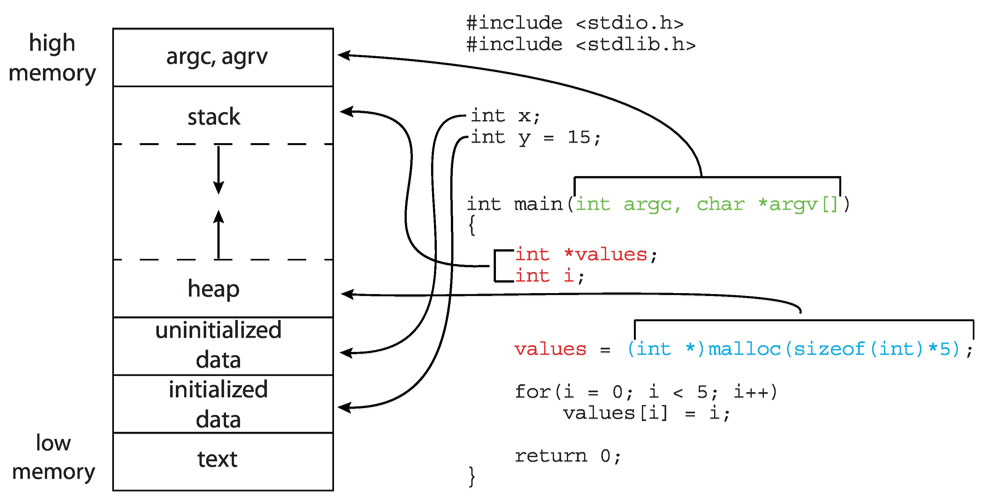 high
memory
argc, agrv
stack
heap
uninitialized
data
initialized
data
text
low
memory
#include <stdio.h>
#include <stdlib.h>
int x;
int y = 15;
int main(int argc, char *argv[])
{
int *values;
int i;
values = (int *)malloc(sizeof(int)*5);
for(i = 0; i < 5; i++)
values[i] = i;
return 0;
}